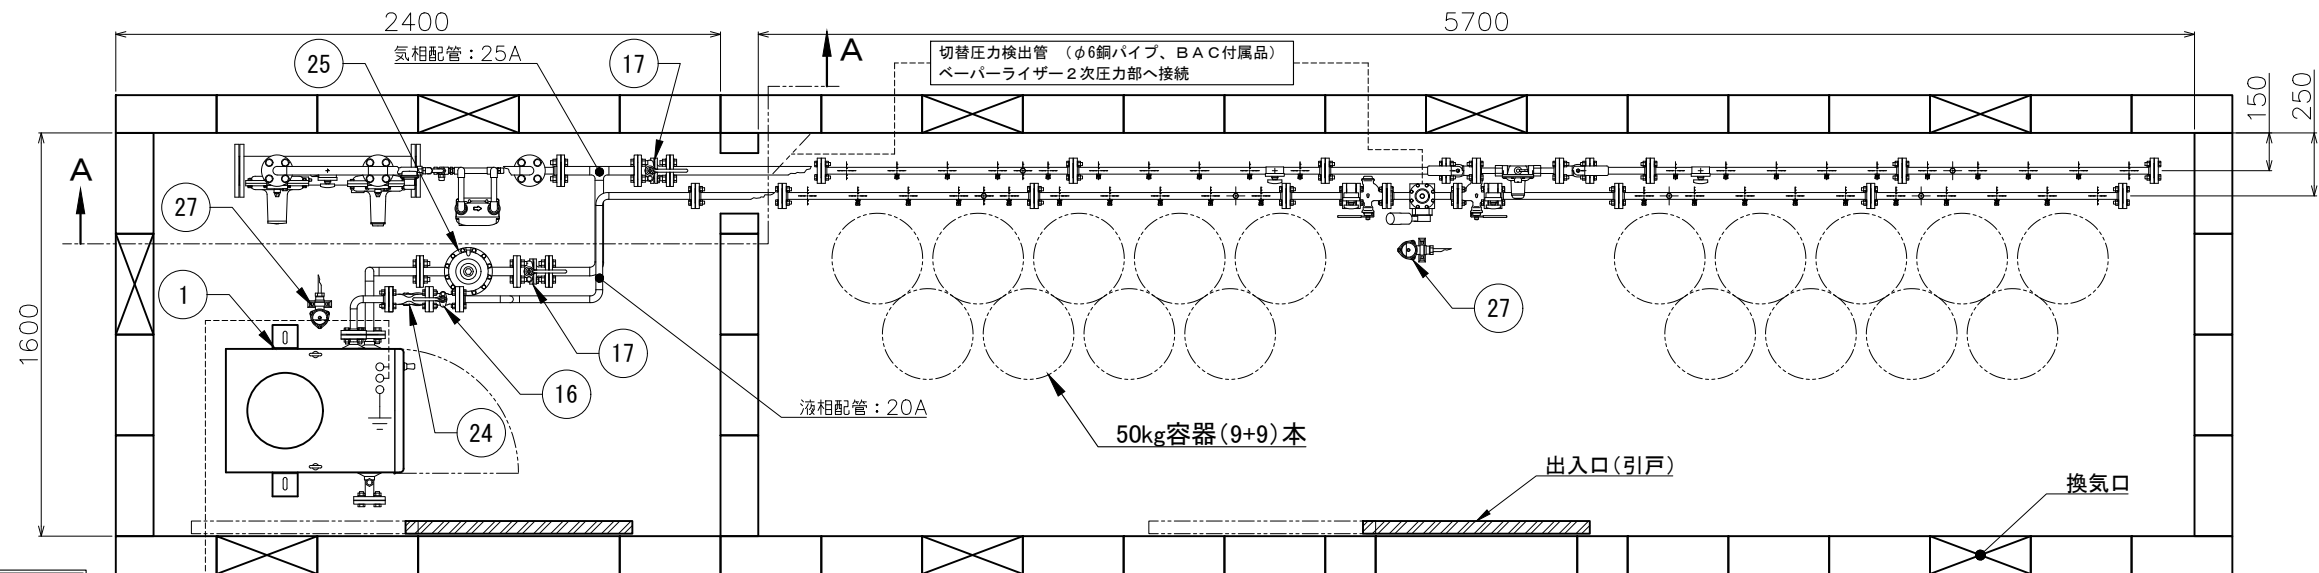 2400
5700
気相配管：25A
25
17
A
切替圧力検出管 （φ6銅パイプ、ＢＡＣ付属品）
ベーパーライザー２次圧力部へ接続
150
250
A
27
1
1600
27
17
16
24
液相配管：20A
50kg容器(9+9)本
出入口(引戸)
換気口